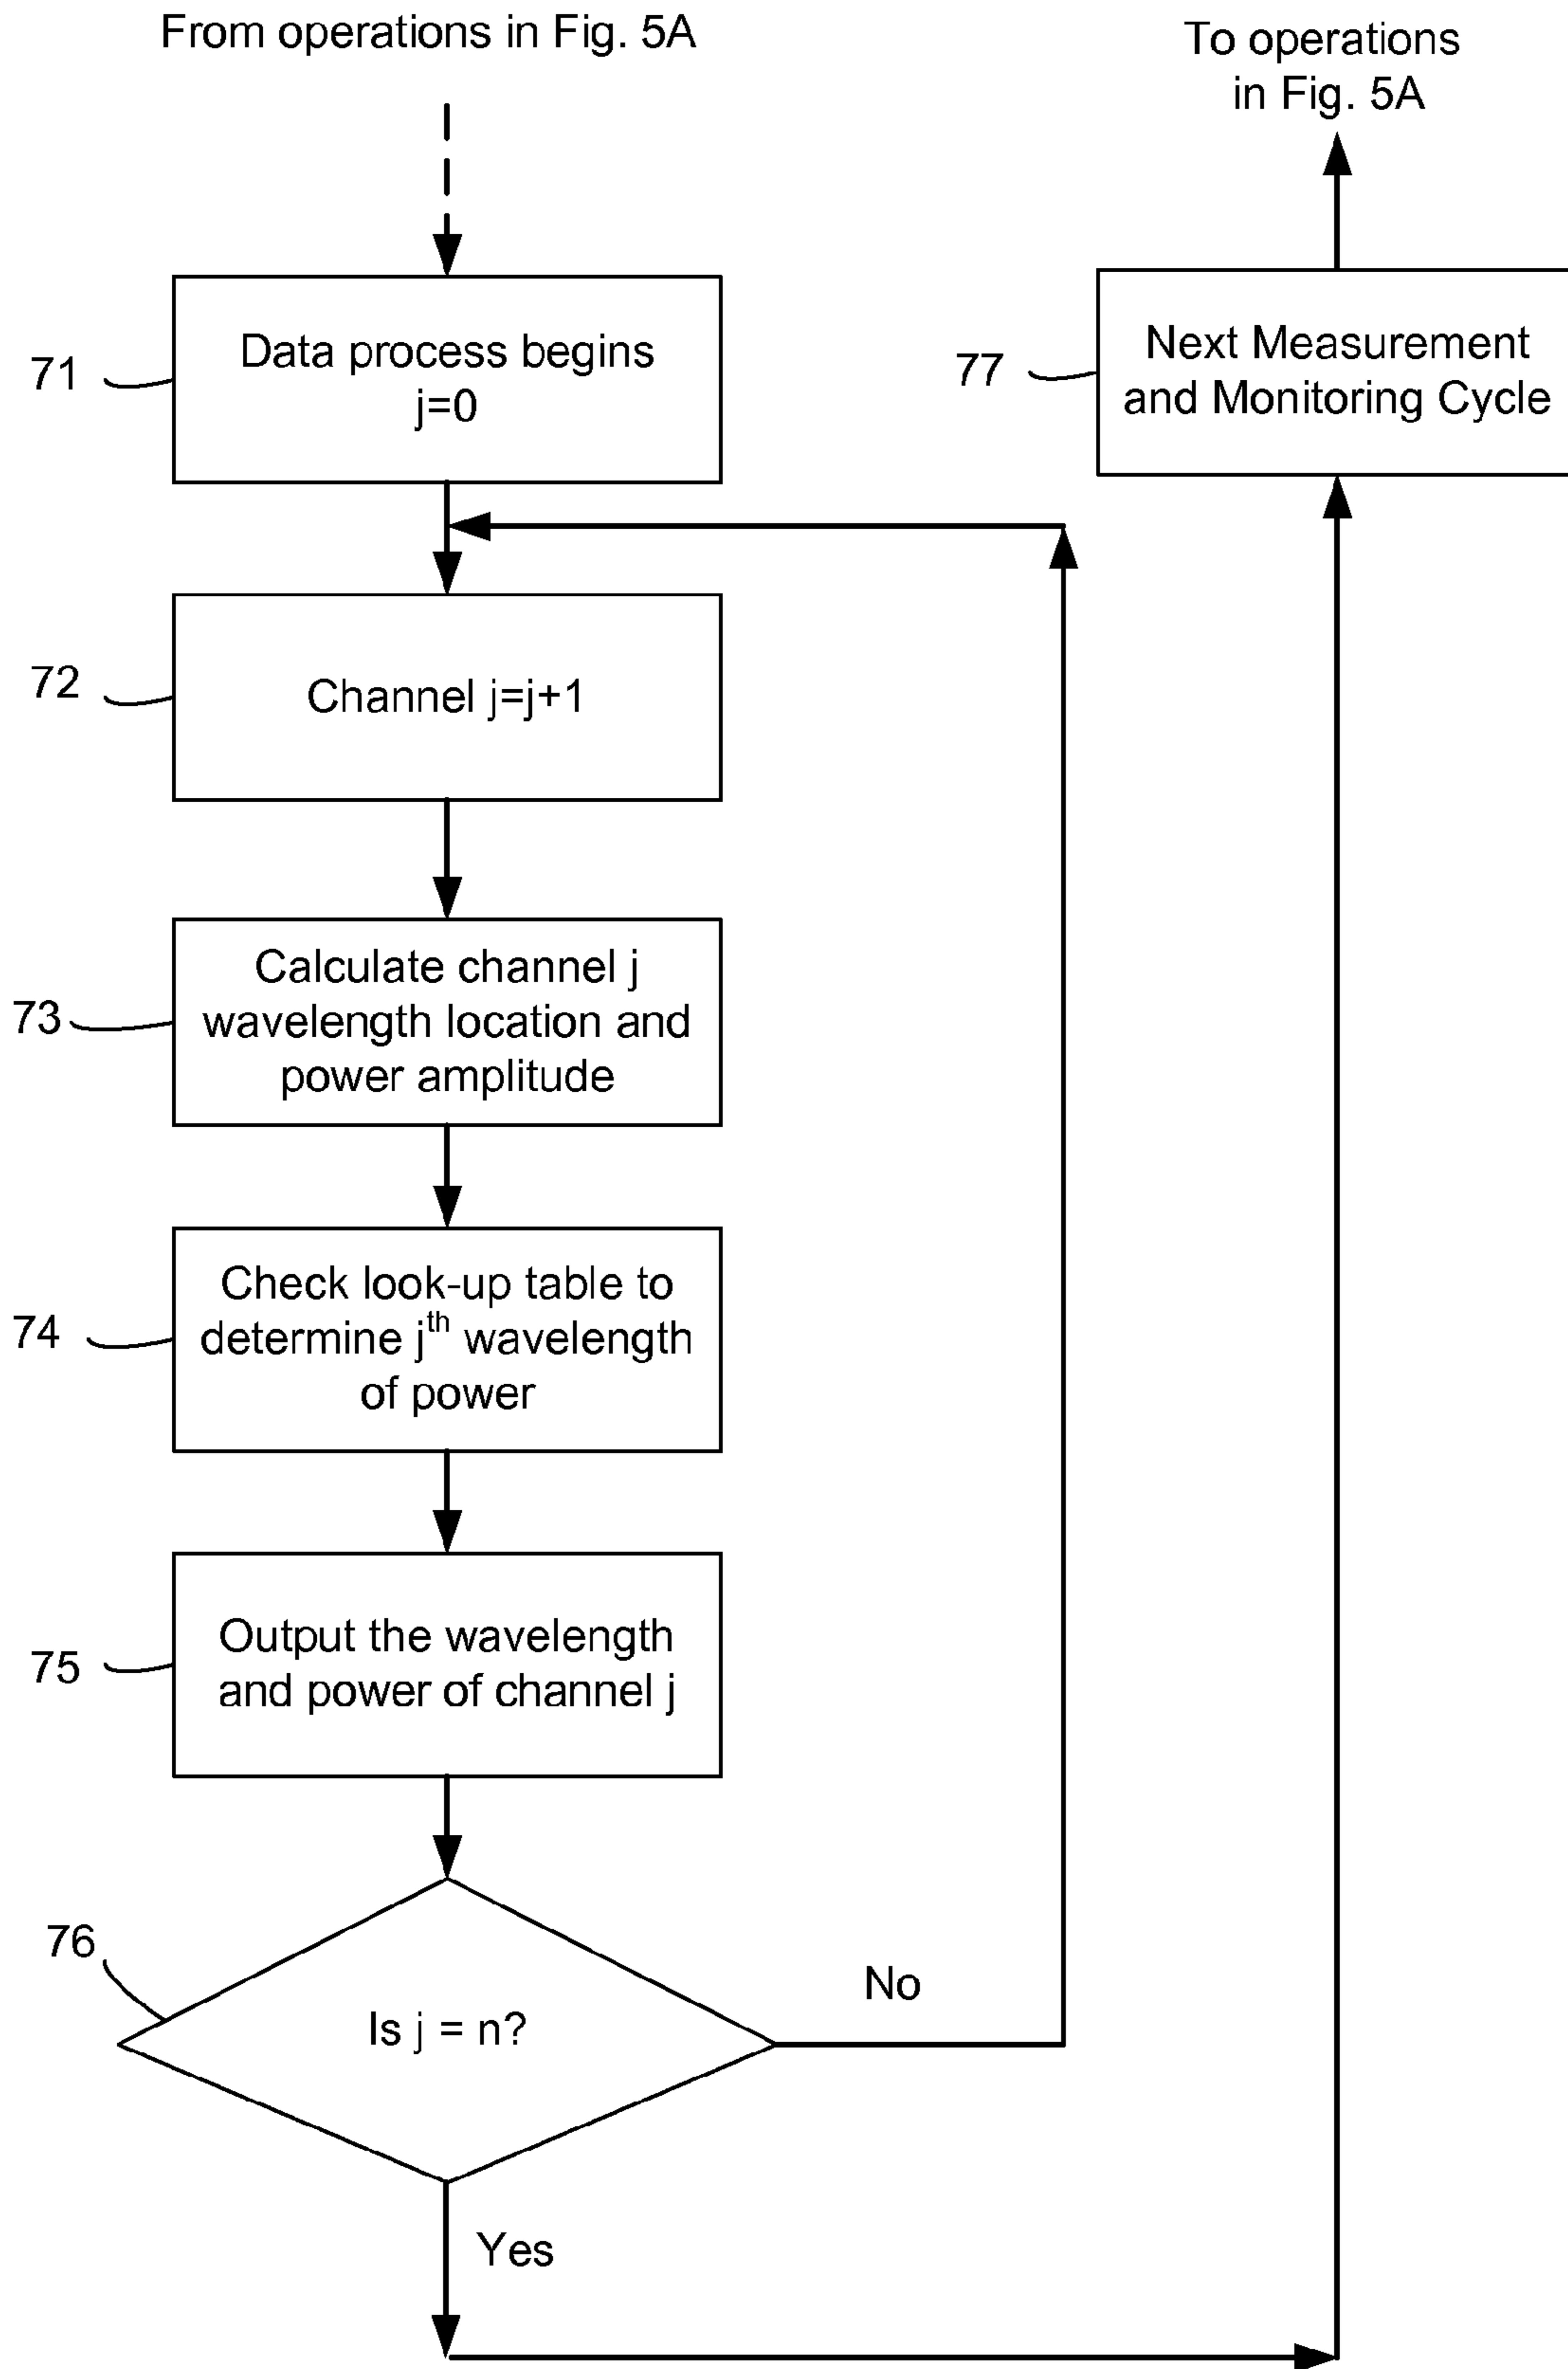 From operations in Fig. 5A
To operations
in Fig. 5A
71
Data process begins
j=0
77
Next Measurement
and Monitoring Cycle
72
Channel j=j+1
73
Calculate channel j
wavelength location and
power amplitude
74
Check look-up table to
determine jth wavelength
of power
75
Output the wavelength
and power of channel j
76
Is j = n?
No
Yes